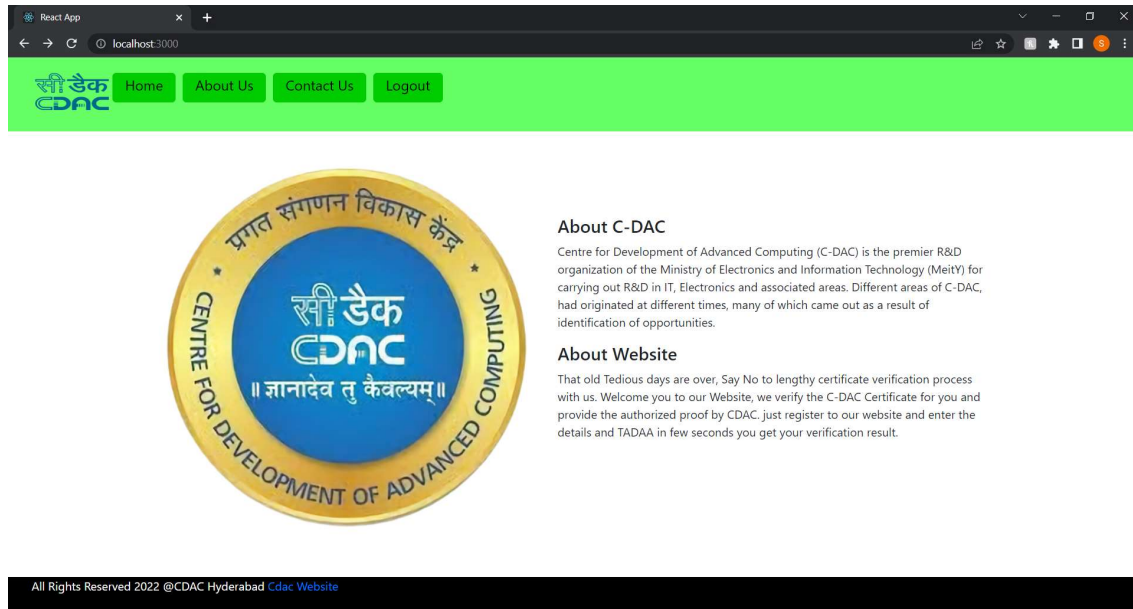 React App
localhost:3000
S
सी डैक
CDAC
Home
About Us
Contact Us
Logout
प्रगत संगणन विकास केंद्र
सी डैक
CDAC
॥ ज्ञानादेव तु कैवल्यम् ॥
CENTRE FOR DEVELOPMENT OF ADVANCED COMPUTING
About C-DAC
Centre for Development of Advanced Computing (C-DAC) is the premier R&D
organization of the Ministry of Electronics and Information Technology (MeitY) for
carrying out R&D in IT, Electronics and associated areas. Different areas of C-DAC,
had originated at different times, many of which came out as a result of
identification of opportunities.
About Website
That old Tedious days are over, Say No to lengthy certificate verification process
with us. Welcome you to our Website, we verify the C-DAC Certificate for you and
provide the authorized proof by CDAC. just register to our website and enter the
details and TADAA in few seconds you get your verification result.
All Rights Reserved 2022 @CDAC Hyderabad Cdac Website